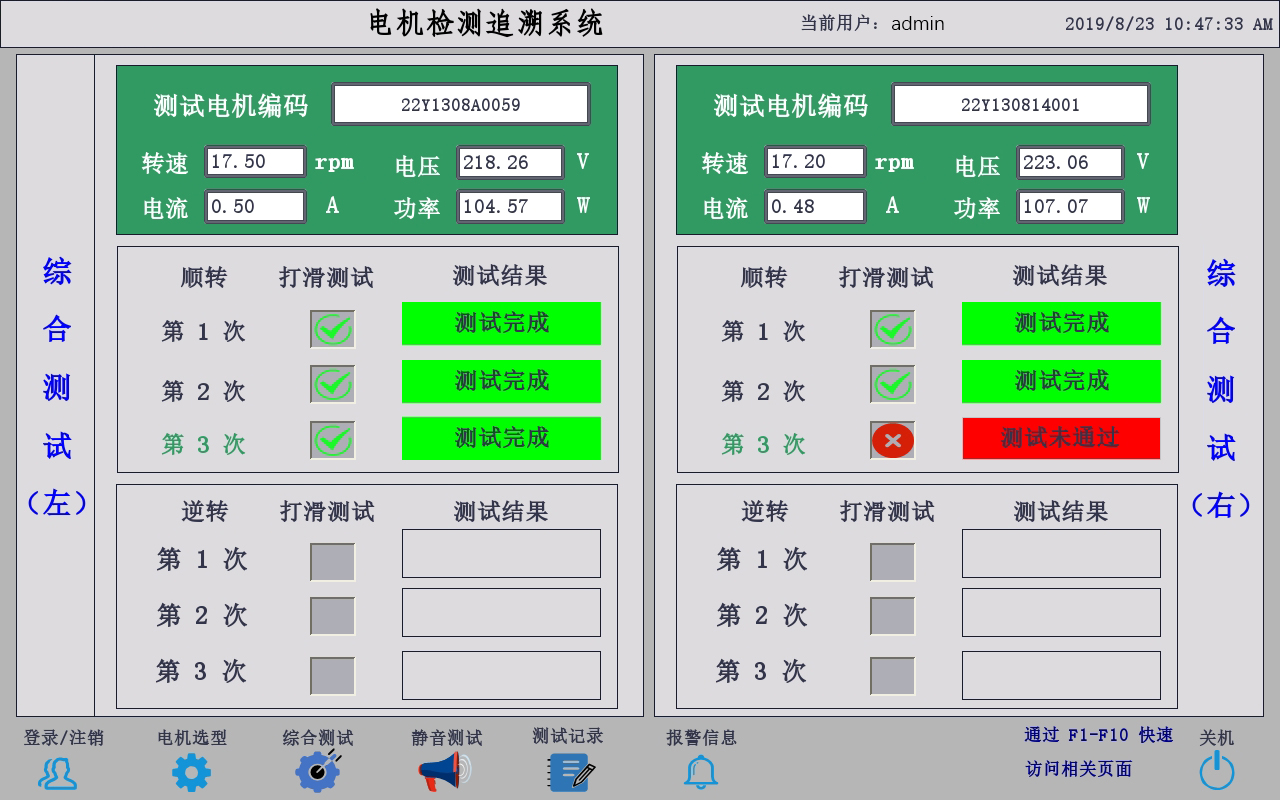 电机检测追溯系统
当前用户: admin
2019/8/23 10:47:33 AM
综合测试(左)
测试电机编码 22Y1308A0059
转速 17.50 rpm 电压 218.26 V
电流 0.50 A 功率 104.57 W
顺转 打滑测试 测试结果
第 1 次 测试完成
第 2 次 测试完成
第 3 次 测试完成
逆转 打滑测试 测试结果
第 1 次
第 2 次
第 3 次
测试电机编码 22Y130814001
转速 17.20 rpm 电压 223.06 V
电流 0.48 A 功率 107.07 W
顺转 打滑测试 测试结果
第 1 次 测试完成
第 2 次 测试完成
第 3 次 测试未通过
逆转 打滑测试 测试结果
第 1 次
第 2 次
第 3 次
综合测试(右)
登录/注销 电机选型 综合测试 静音测试 测试记录 报警信息
通过 F1-F10 快速
访问相关页面
关机